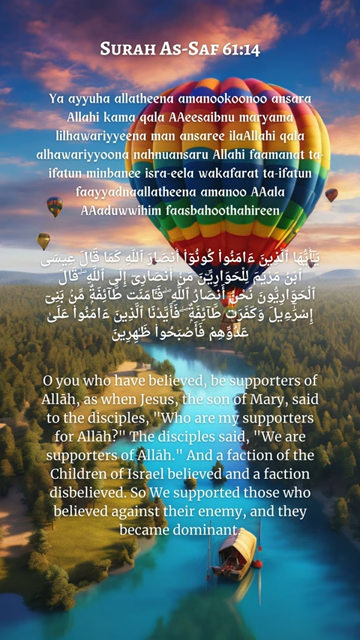 Surah As-Saf 61:14
Ya ayyuha allatheena amanookoonoo ansara
Allahi kama qala AAeesaibnu maryama
lilhawariyyeena man ansaree ilaAllahi qala
alhawariyyoona nahnuansaru Allahi faamanat ta-
ifatun minbanee isra-eela wakafarat ta-ifatun
faayyadnaallatheena amanoo AAala
AAaduwwihim faasbahoothahireen
يَـٰٓأَيُّهَا ٱلَّذِينَ ءَامَنُوا۟ كُونُوٓا۟ أَنصَارَ ٱللَّهِ كَمَا قَالَ عِيسَى
ٱبْنُ مَرْيَمَ لِلْحَوَارِيِّـۧنَ مَنْ أَنصَارِىٓ إِلَى ٱللَّهِ ۖ قَالَ
ٱلْحَوَارِيُّونَ نَحْنُ أَنصَارُ ٱللَّهِ ۖ فَـَٔامَنَت طَّآئِفَةٌ مِّنۢ بَنِىٓ
إِسْرَٰٓءِيلَ وَكَفَرَت طَّآئِفَةٌ ۖ فَأَيَّدْنَا ٱلَّذِينَ ءَامَنُوا۟ عَلَىٰ
عَدُوِّهِمْ فَأَصْبَحُوا۟ ظَـٰهِرِينَ
O you who have believed, be supporters of
Allāh, as when Jesus, the son of Mary, said
to the disciples, "Who are my supporters
for Allāh?" The disciples said, "We are
supporters of Allāh." And a faction of the
Children of Israel believed and a faction
disbelieved. So We supported those who
believed against their enemy, and they
became dominant.